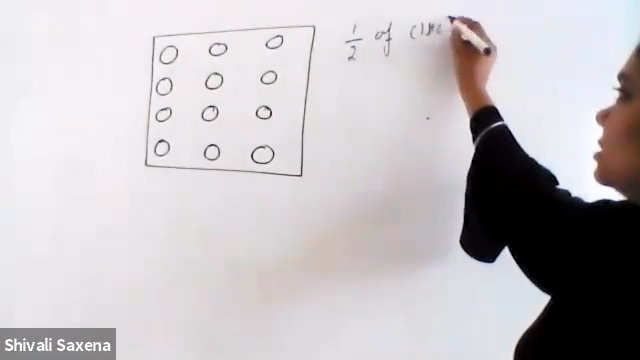 1/2 of circ
Shivali Saxena